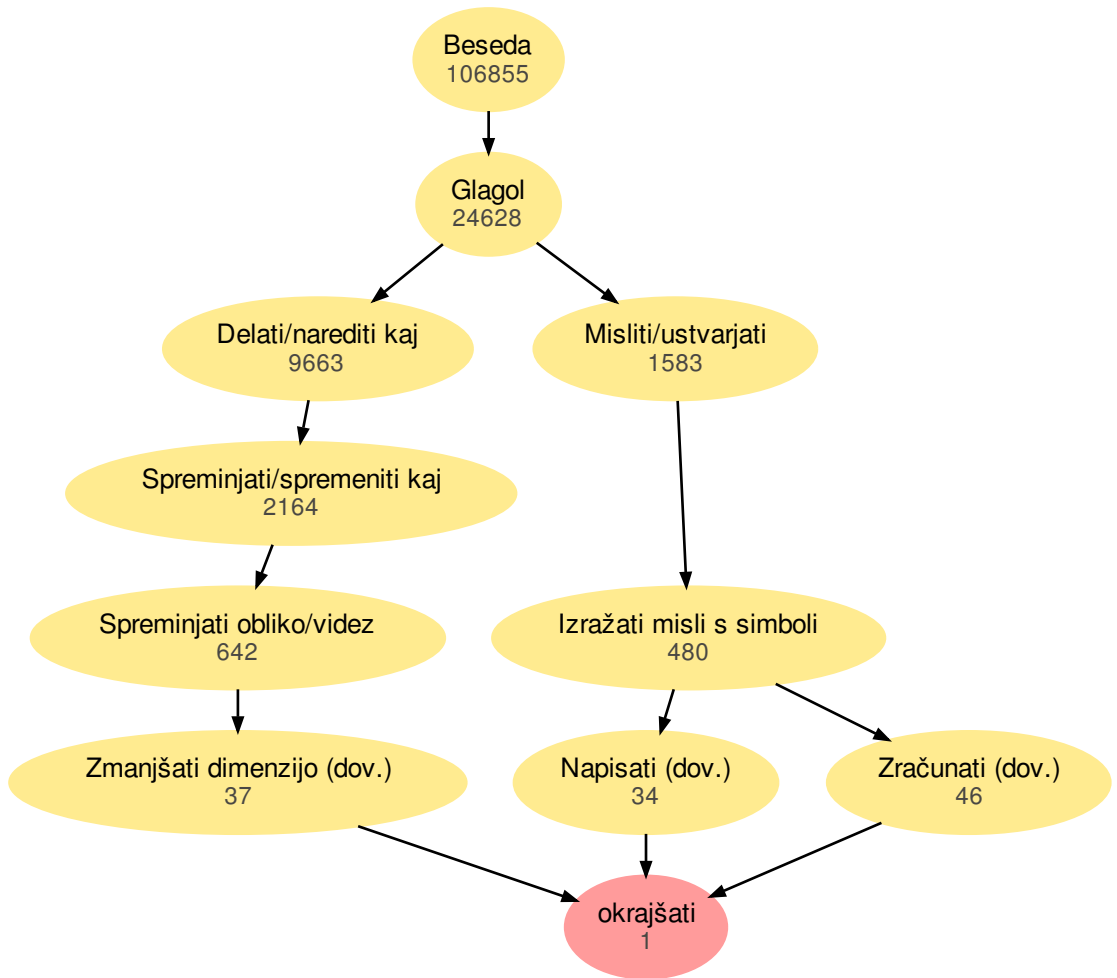 Beseda
106855
Glagol
24628
Delati/narediti kaj
9663
Misliti/ustvarjati
1583
Spreminjati/spremeniti kaj
2164
Spreminjati obliko/videz
642
Izražati misli s simboli
480
Zmanjšati dimenzijo (dov.)
37
Napisati (dov.)
34
Zračunati (dov.)
46
okrajšati
1